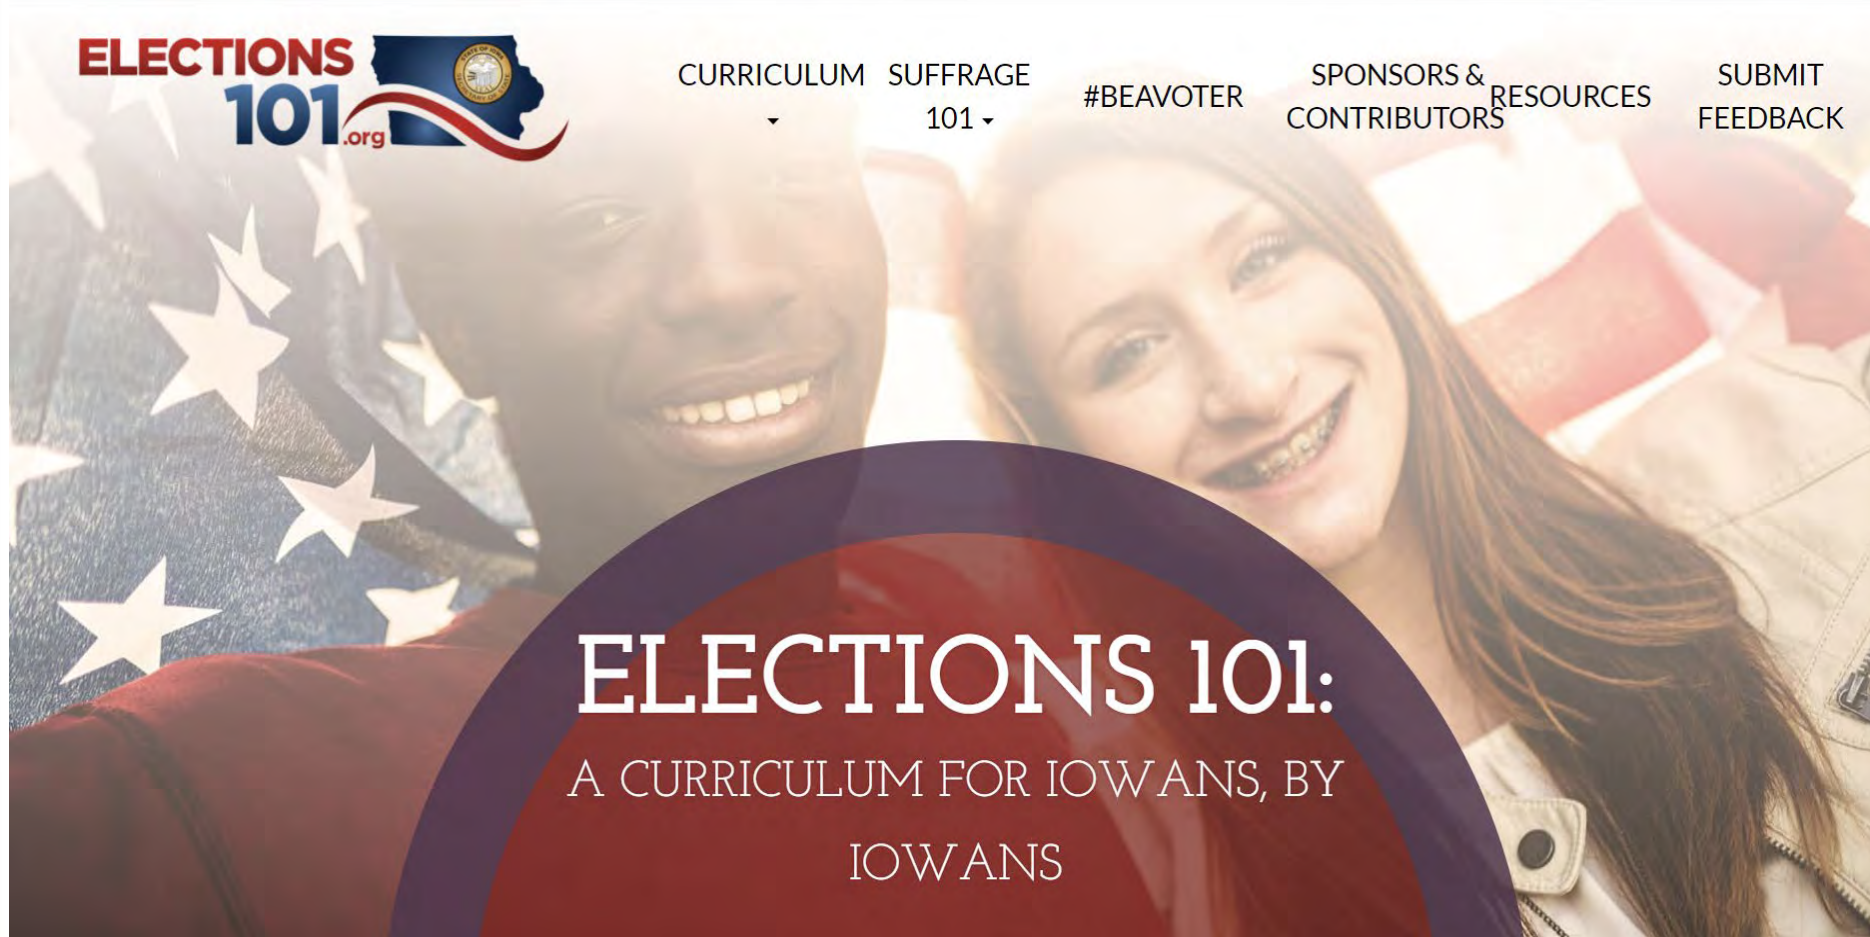 ELECTIONS
101.org
CURRICULUM
SUFFRAGE
101
#BEAVOTER
SPONSORS &
CONTRIBUTORS
RESOURCES
SUBMIT
FEEDBACK
ELECTIONS 101:
A CURRICULUM FOR IOWANS, BY
IOWANS